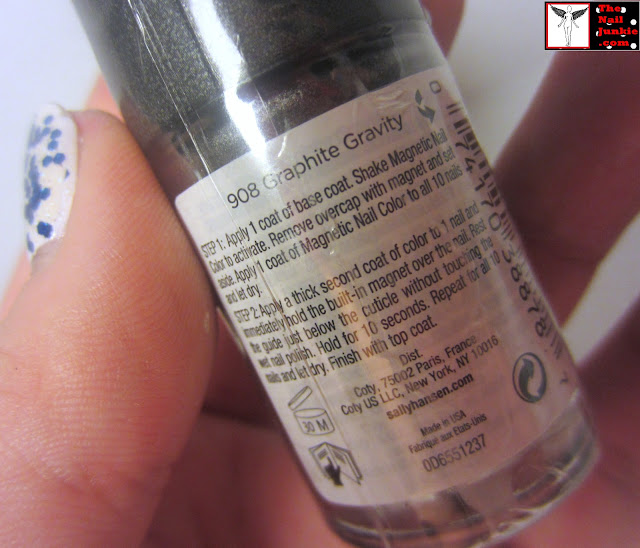 The
Nail
Junkie
.com
908 Graphite Gravity
STEP 1: Apply 1 coat of base coat. Shake Magnetic Nail
Color to activate. Remove overcap with magnet and set
aside. Apply 1 coat of Magnetic Nail Color to all 10 nails
and let dry.
STEP 2: Apply a thick second coat of color to 1 nail and
immediately hold the built-in magnet over the nail. Rest
the guide just below the cuticle without touching the
wet nail polish. Hold for 10 seconds. Repeat for all 10
nails and let dry. Finish with top coat.
Dist.
Coty, 75002 Paris, France
Coty US LLC, New York, NY 10016
sallyhansen.com
30 M
Made in USA
Fabriqué aux États-Unis
0D6551237